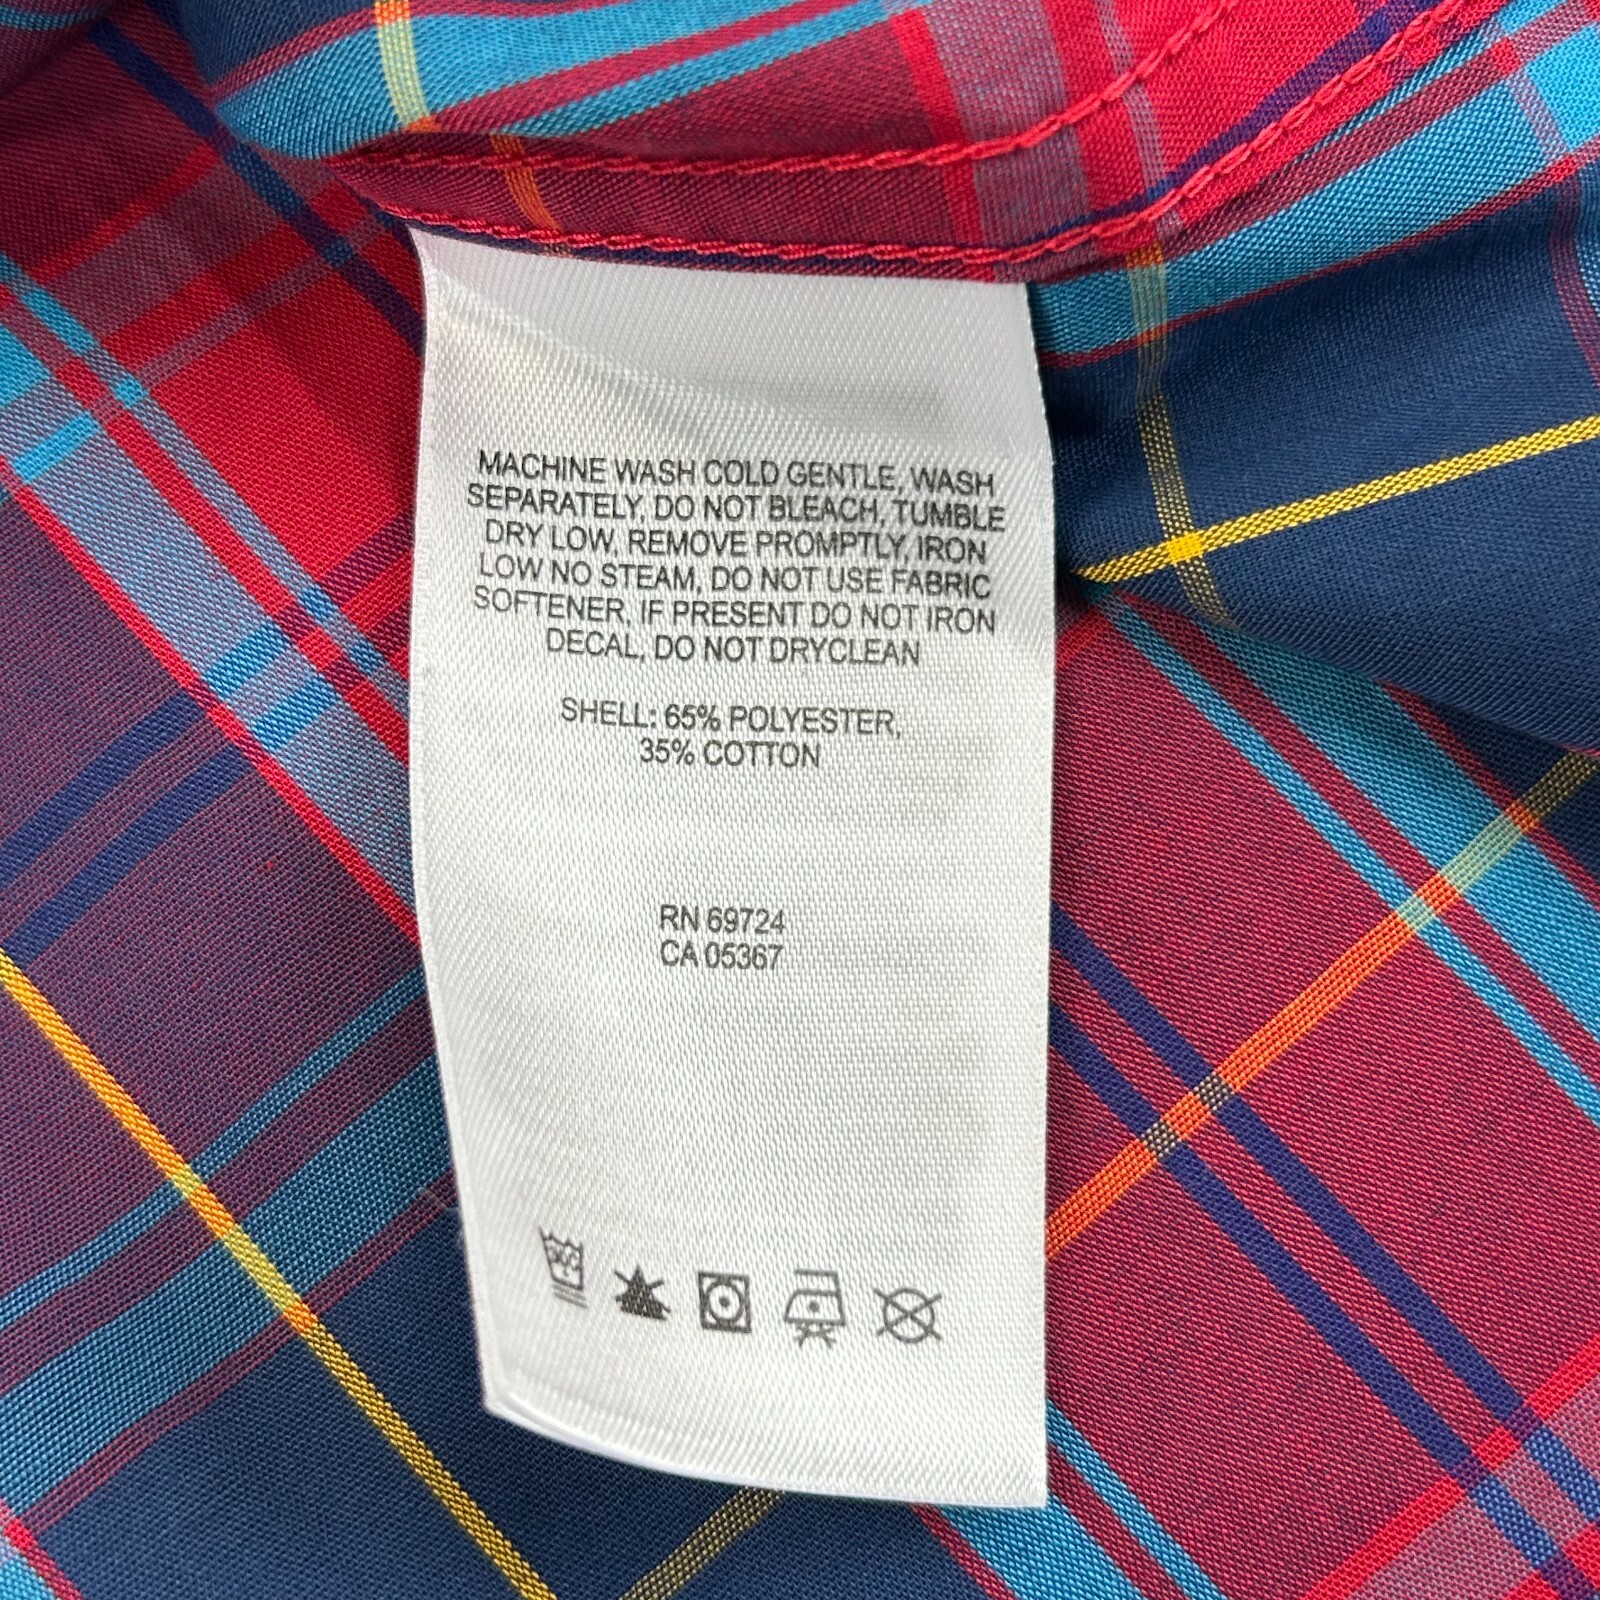 MACHINE WASH COLD GENTLE, WASH
SEPARATELY, DO NOT BLEACH, TUMBLE
DRY LOW, REMOVE PROMPTLY, IRON
LOW NO STEAM, DO NOT USE FABRIC
SOFTENER, IF PRESENT DO NOT IRON
DECAL, DO NOT DRYCLEAN
SHELL: 65% POLYESTER,
35% COTTON
RN 69724
CA 05367